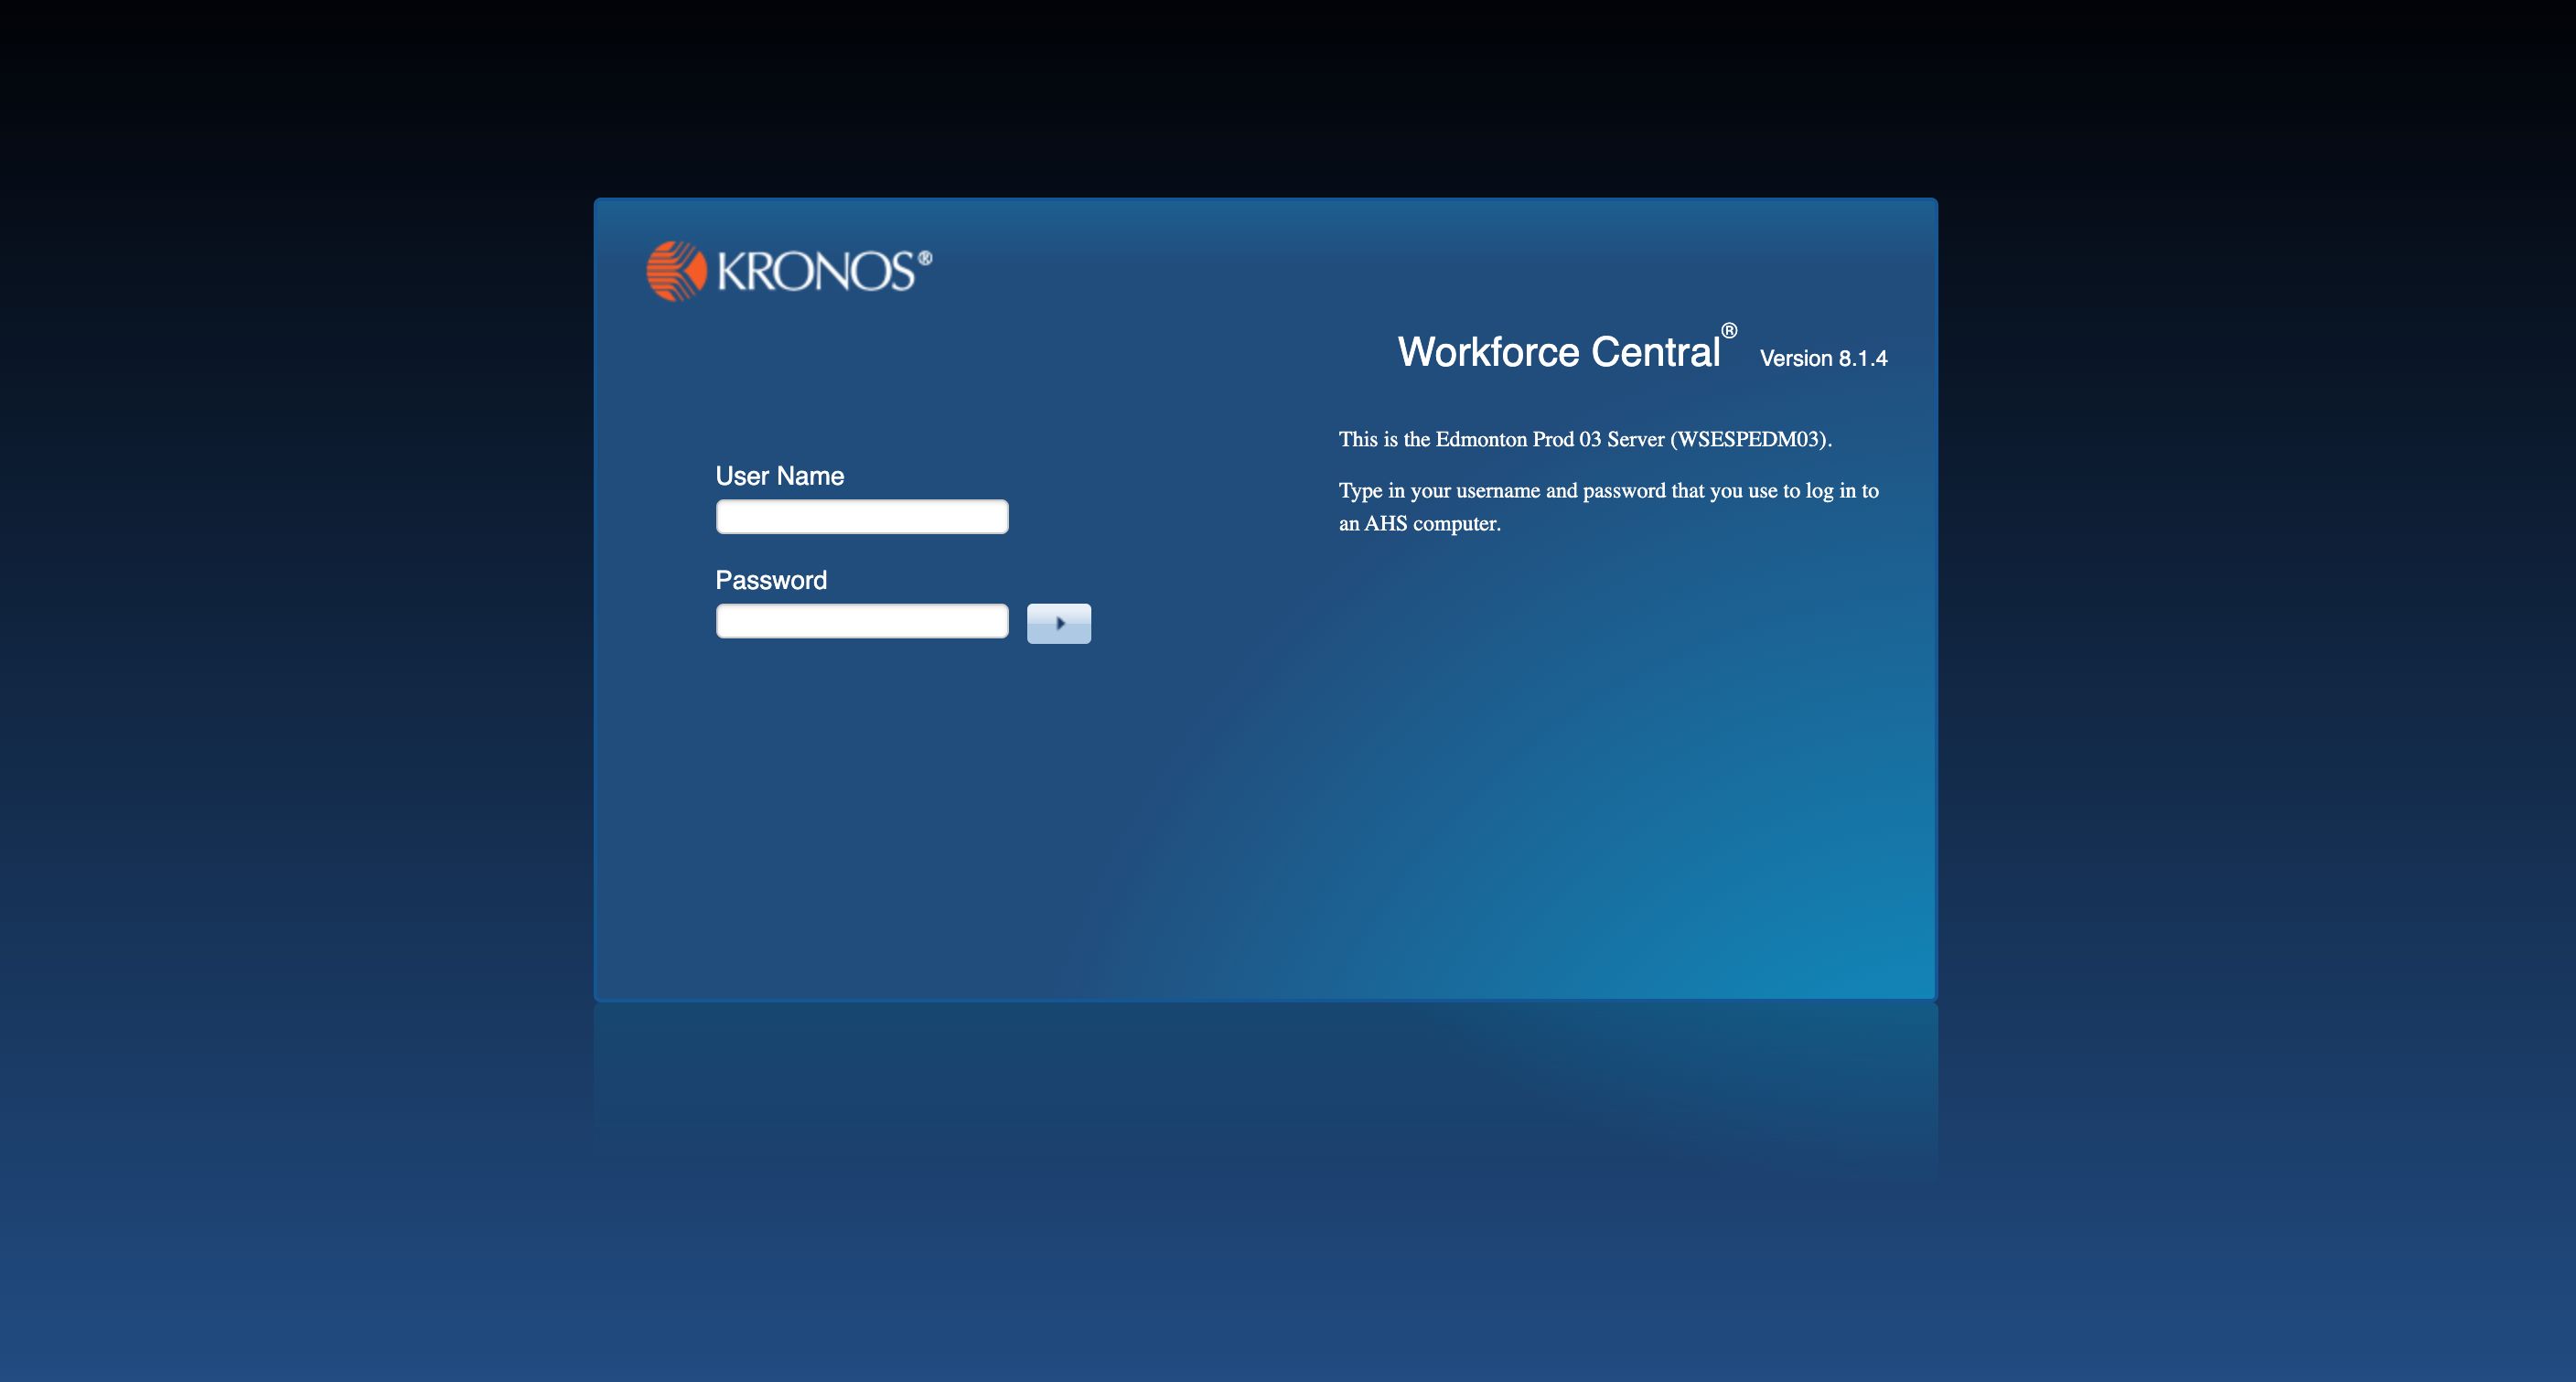 KRONOS®
Workforce Central® Version 8.1.4
This is the Edmonton Prod 03 Server (WSESPEDM03).
Type in your username and password that you use to log in to
an AHS computer.
User Name
Password